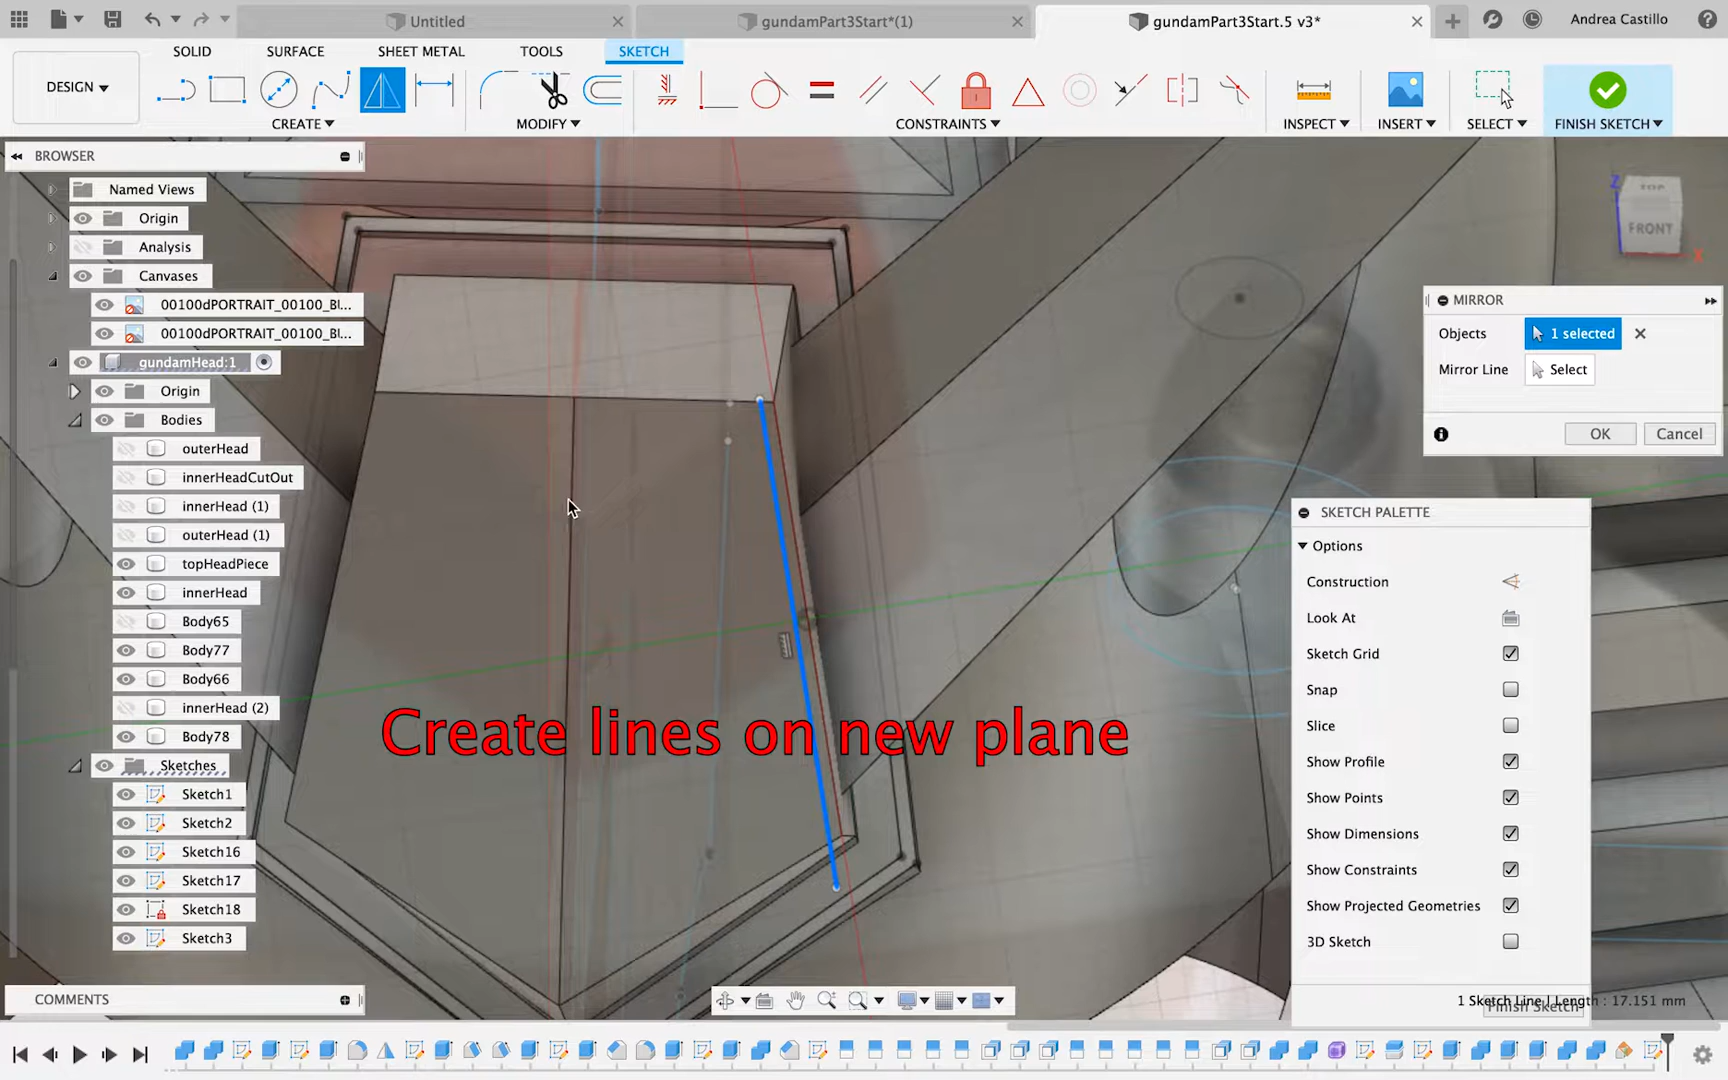 Untitled
gundamPart3Start*(1)
gundamPart3Start.5 v3*
Andrea Castillo
DESIGN
SOLID
SURFACE
SHEET METAL
TOOLS
SKETCH
CREATE
MODIFY
CONSTRAINTS
INSPECT
INSERT
SELECT
FINISH SKETCH
BROWSER
Named Views
Origin
Analysis
Canvases
00100dPORTRAIT_00100_Bl...
00100dPORTRAIT_00100_Bl...
gundamHead:1
Origin
Bodies
outerHead
innerHeadCutOut
innerHead (1)
outerHead (1)
topHeadPiece
innerHead
Body65
Body77
Body66
innerHead (2)
Body78
Sketches
Sketch1
Sketch2
Sketch16
Sketch17
Sketch18
Sketch3
COMMENTS
Z
TOP
FRONT
X
MIRROR
Objects
1 selected
Mirror Line
Select
OK
Cancel
SKETCH PALETTE
Options
Construction
Look At
Sketch Grid
Snap
Slice
Show Profile
Show Points
Show Dimensions
Show Constraints
Show Projected Geometries
3D Sketch
Finish Sketch
1 Sketch Line | Length : 17.151 mm
Create lines on new plane